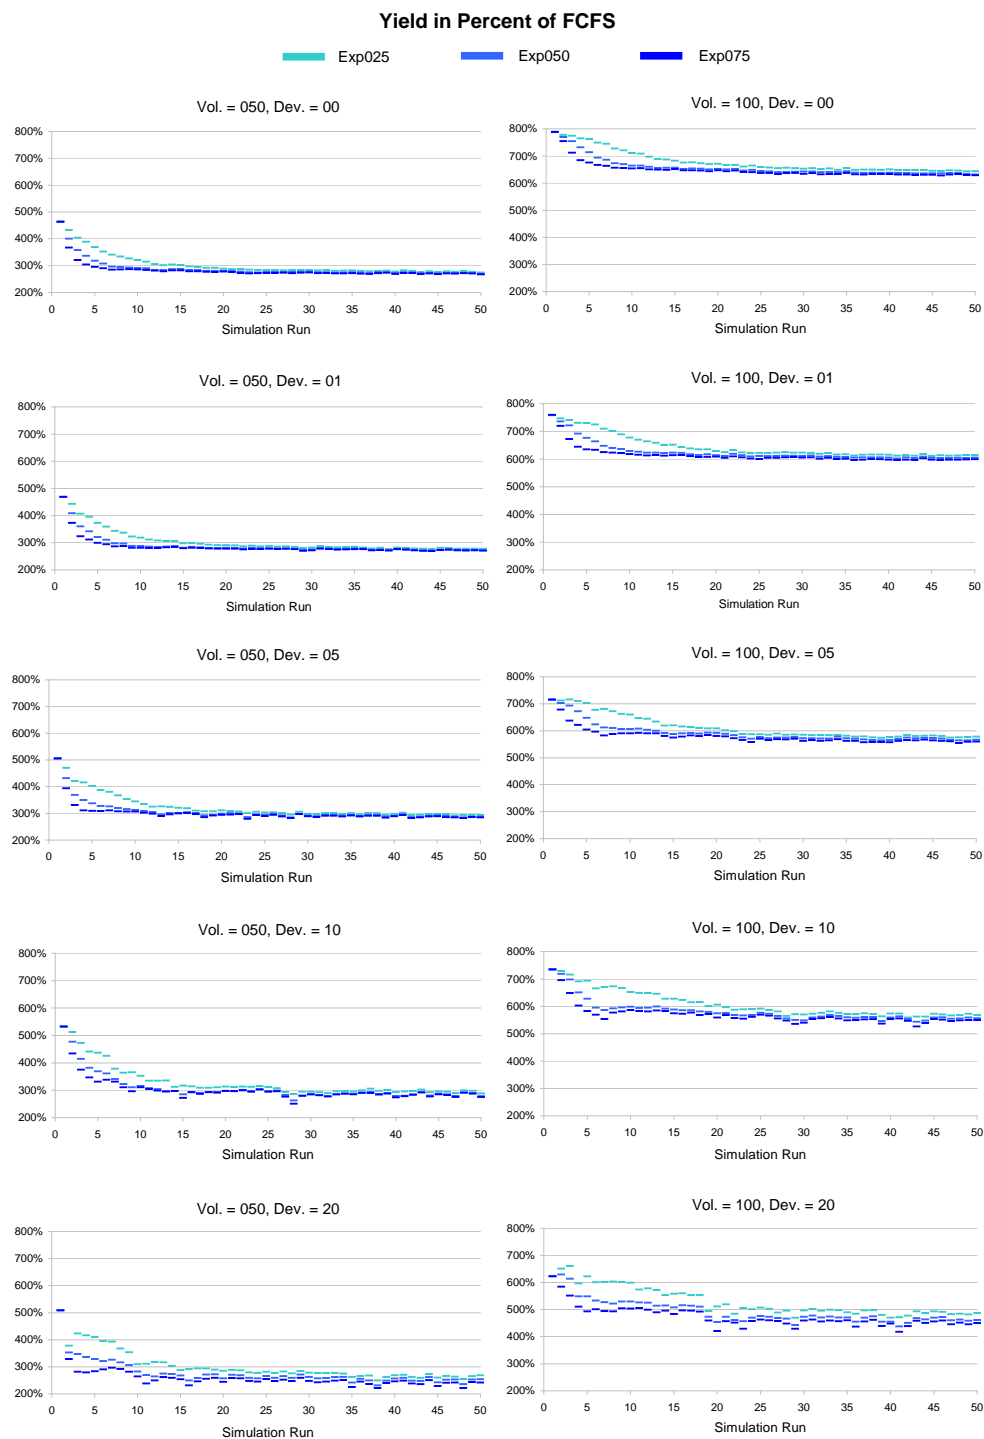 Yield in Percent of FCFS
Exp025 Exp050 Exp075
Vol. = 050, Dev. = 00
800%
700%
600%
500%
400%
300%
200%
0 5 10 15 20 25 30 35 40 45 50
Simulation Run
Vol. = 100, Dev. = 00
800%
700%
600%
500%
400%
300%
200%
0 5 10 15 20 25 30 35 40 45 50
Simulation Run
Vol. = 050, Dev. = 01
800%
700%
600%
500%
400%
300%
200%
0 5 10 15 20 25 30 35 40 45 50
Simulation Run
Vol. = 100, Dev. = 01
800%
700%
600%
500%
400%
300%
200%
0 5 10 15 20 25 30 35 40 45 50
Simulation Run
Vol. = 050, Dev. = 05
800%
700%
600%
500%
400%
300%
200%
0 5 10 15 20 25 30 35 40 45 50
Simulation Run
Vol. = 100, Dev. = 05
800%
700%
600%
500%
400%
300%
200%
0 5 10 15 20 25 30 35 40 45 50
Simulation Run
Vol. = 050, Dev. = 10
800%
700%
600%
500%
400%
300%
200%
0 5 10 15 20 25 30 35 40 45 50
Simulation Run
Vol. = 100, Dev. = 10
800%
700%
600%
500%
400%
300%
200%
0 5 10 15 20 25 30 35 40 45 50
Simulation Run
Vol. = 050, Dev. = 20
800%
700%
600%
500%
400%
300%
200%
0 5 10 15 20 25 30 35 40 45 50
Simulation Run
Vol. = 100, Dev. = 20
800%
700%
600%
500%
400%
300%
200%
0 5 10 15 20 25 30 35 40 45 50
Simulation Run